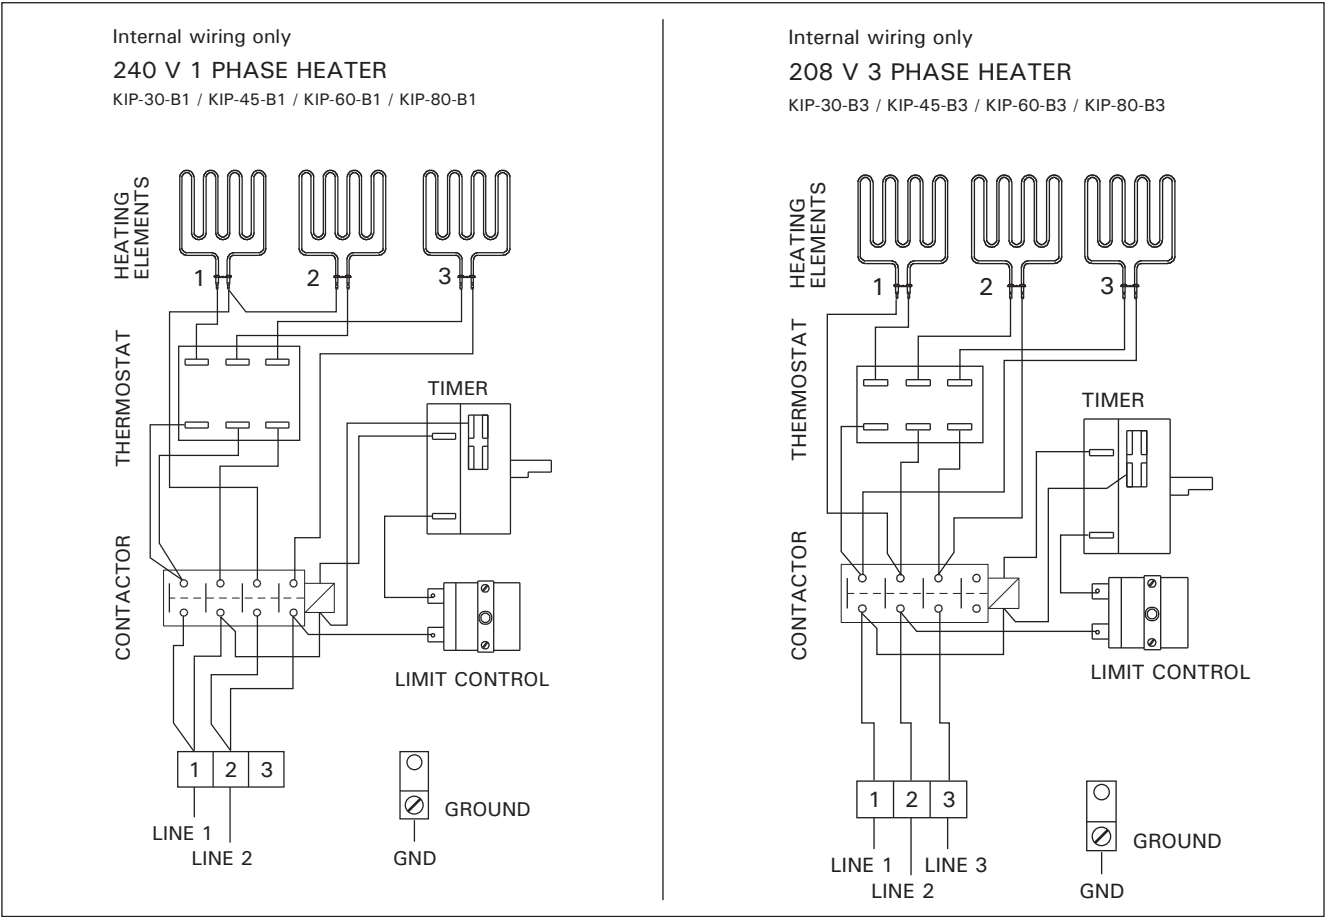 Internal wiring only
240 V 1 PHASE HEATER
KIP-30-B1 / KIP-45-B1 / KIP-60-B1 / KIP-80-B1
HEATING
ELEMENTS
1
2
3
THERMOSTAT
TIMER
CONTACTOR
LIMIT CONTROL
1 2 3
LINE 1
LINE 2
GROUND
GND
Internal wiring only
208 V 3 PHASE HEATER
KIP-30-B3 / KIP-45-B3 / KIP-60-B3 / KIP-80-B3
HEATING
ELEMENTS
1
2
3
THERMOSTAT
TIMER
CONTACTOR
LIMIT CONTROL
1 2 3
LINE 1
LINE 2
LINE 3
GROUND
GND